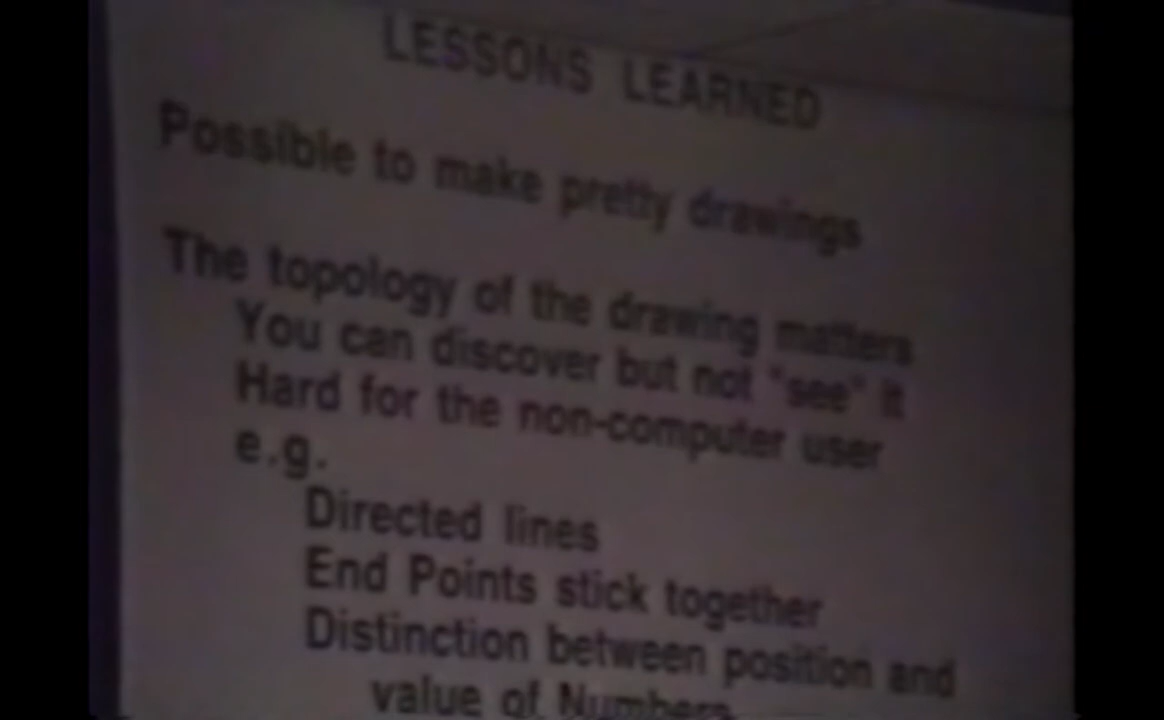 LESSONS LEARNED
Possible to make pretty drawings
The topology of the drawing matters
You can discover but not "see" it
Hard for the non-computer user
e.g.
Directed lines
End Points stick together
Distinction between position and
value of Numbers